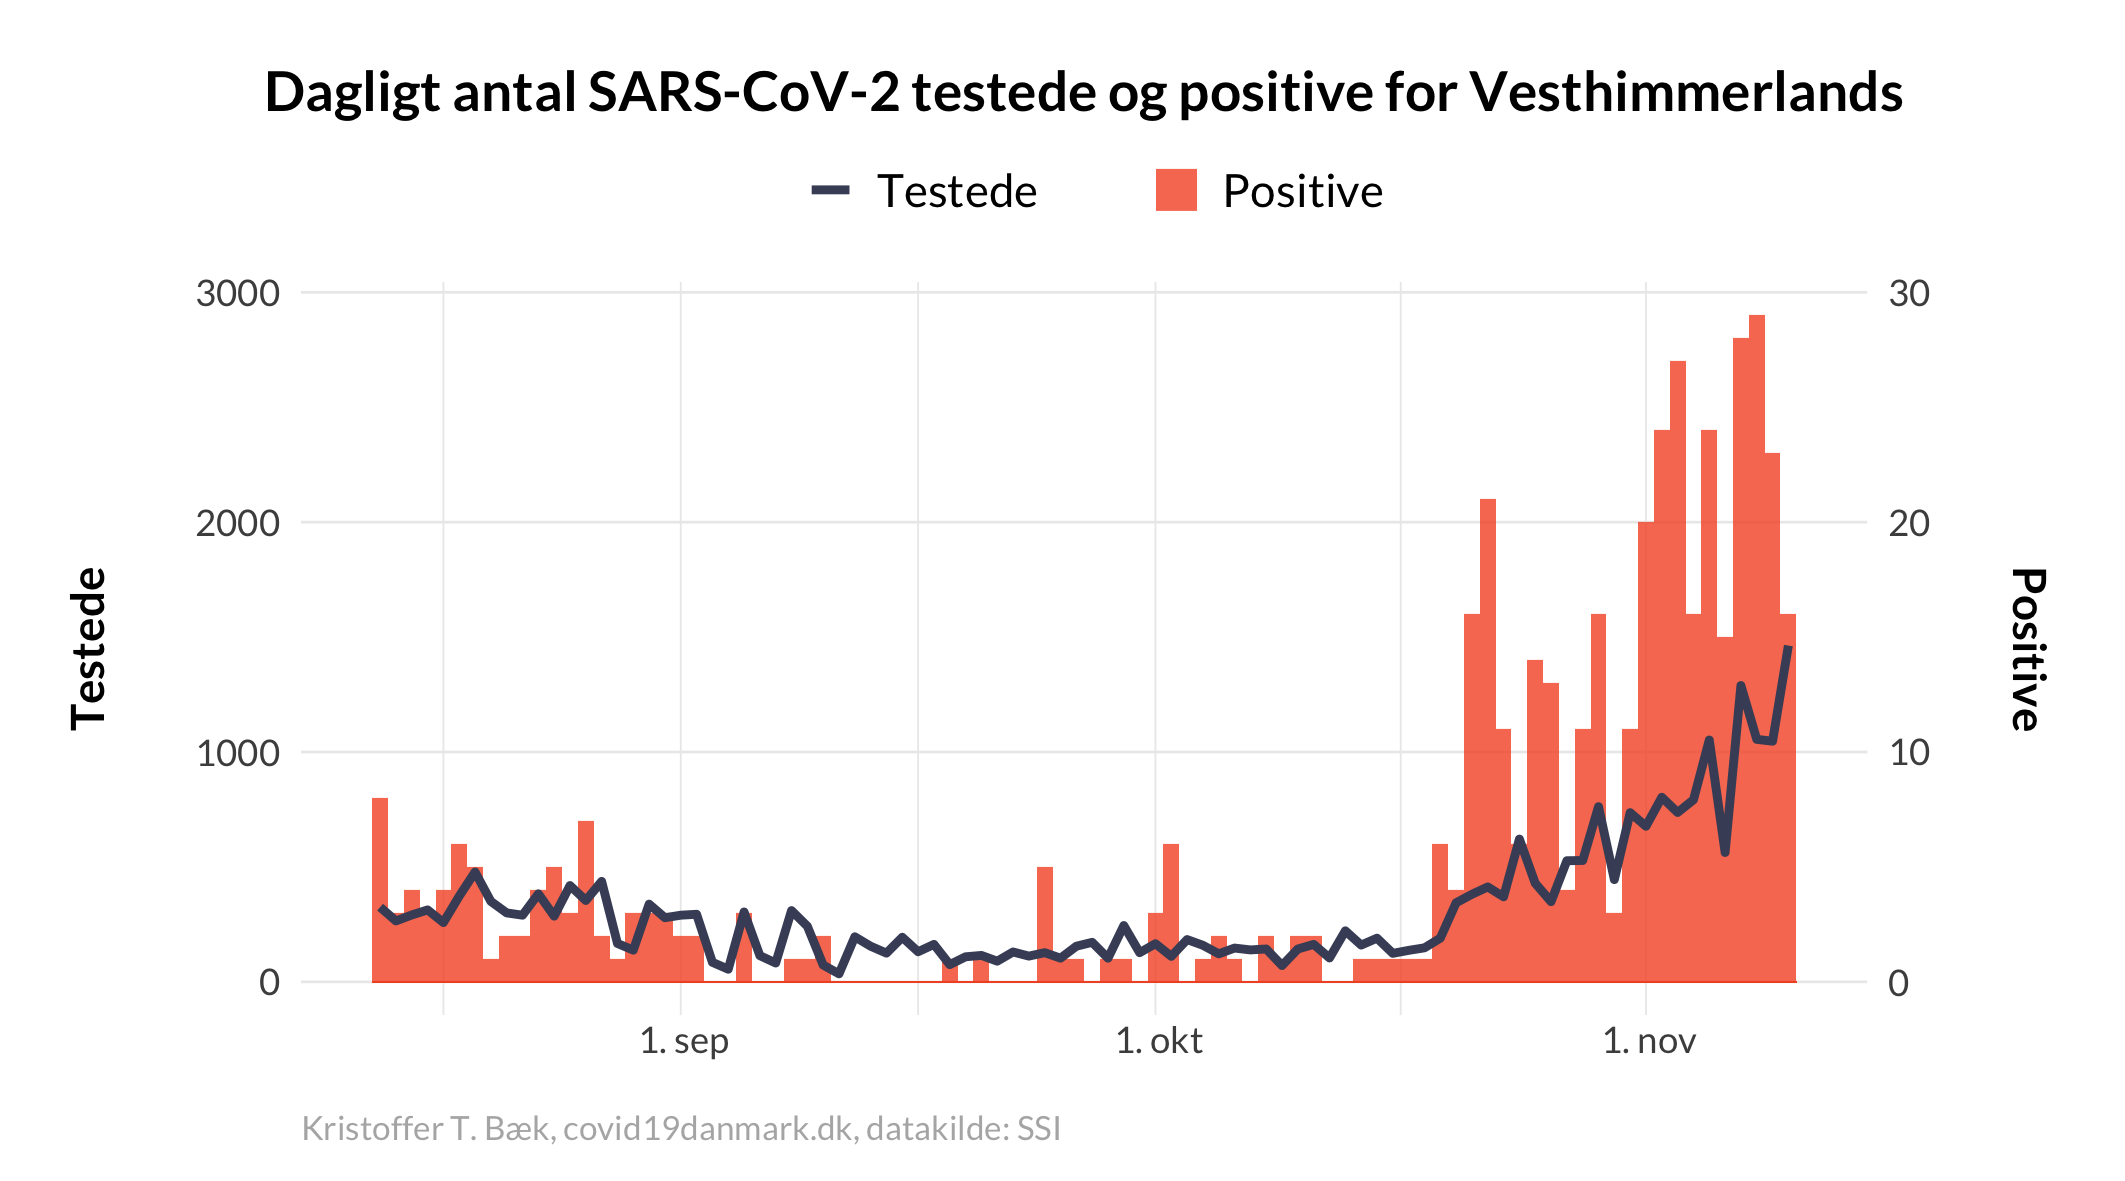 Dagligt antal SARS-CoV-2 testede og positive for Vesthimmerlands
Testede
Positive
3000
2000
1000
0
Testede
30
20
10
0
Positive
1. sep
1. okt
1. nov
Kristoffer T. Bæk, covid19danmark.dk, datakilde: SSI